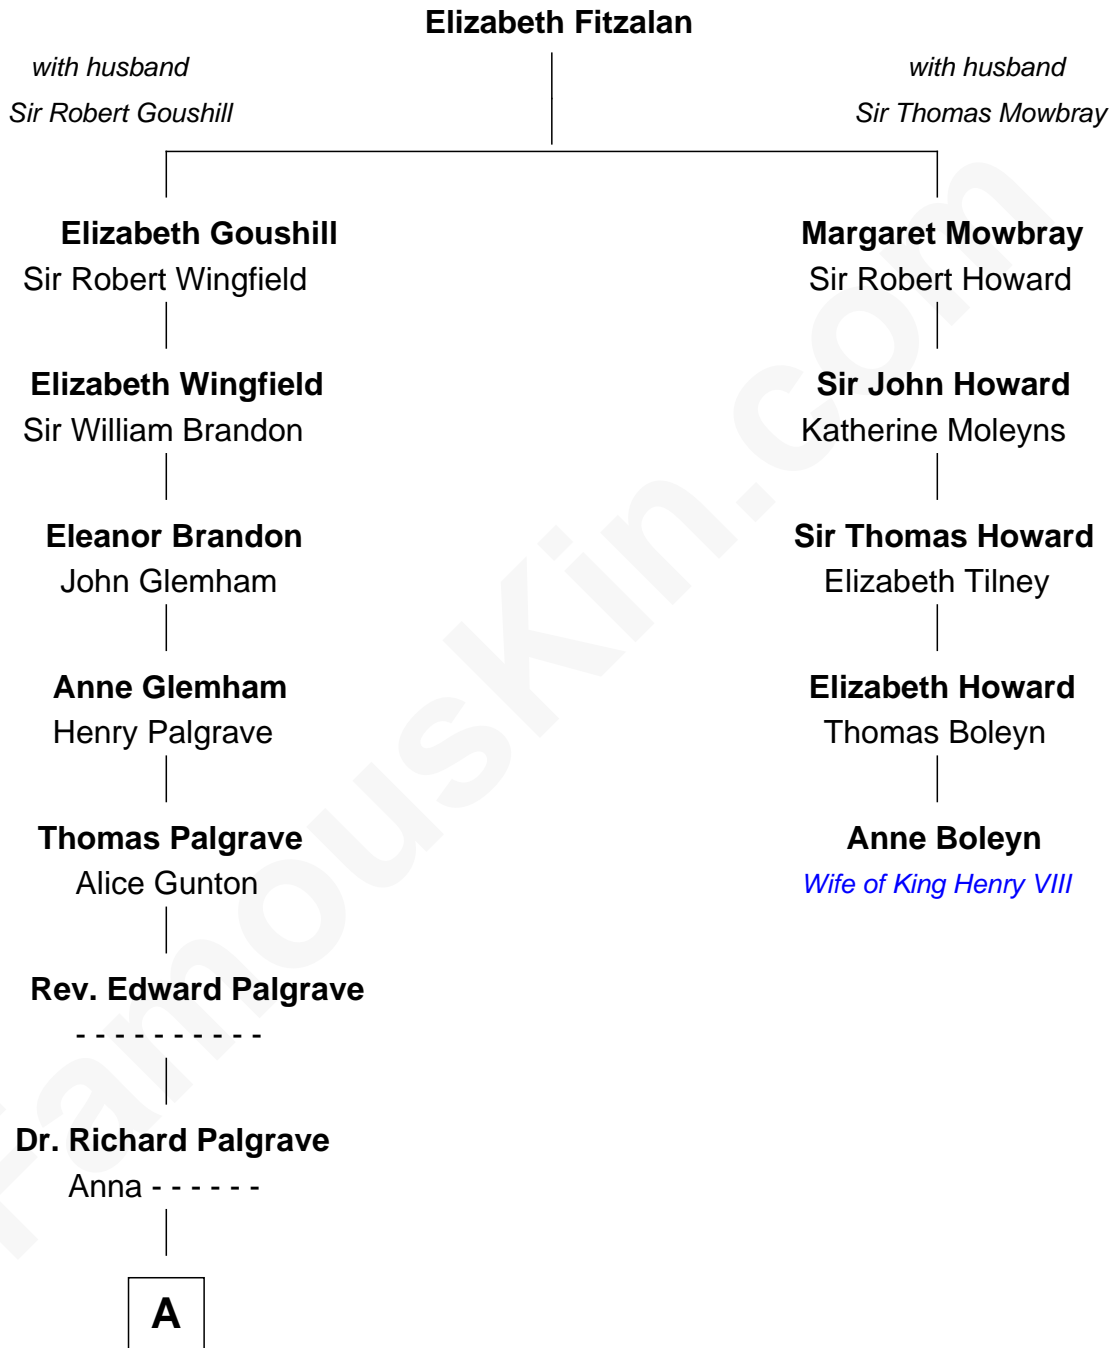 Elizabeth Fitzalan
with husband
Sir Robert Goushill
with husband
Sir Thomas Mowbray
Elizabeth Goushill
Sir Robert Wingfield
Margaret Mowbray
Sir Robert Howard
Elizabeth Wingfield
Sir William Brandon
Sir John Howard
Katherine Moleyns
Eleanor Brandon
John Glemham
Sir Thomas Howard
Elizabeth Tilney
Anne Glemham
Henry Palgrave
Elizabeth Howard
Thomas Boleyn
Thomas Palgrave
Alice Gunton
Anne Boleyn
Wife of King Henry VIII
Rev. Edward Palgrave
- - - - - - - - - -
Dr. Richard Palgrave
Anna - - - - - -
A
FamousKin.com